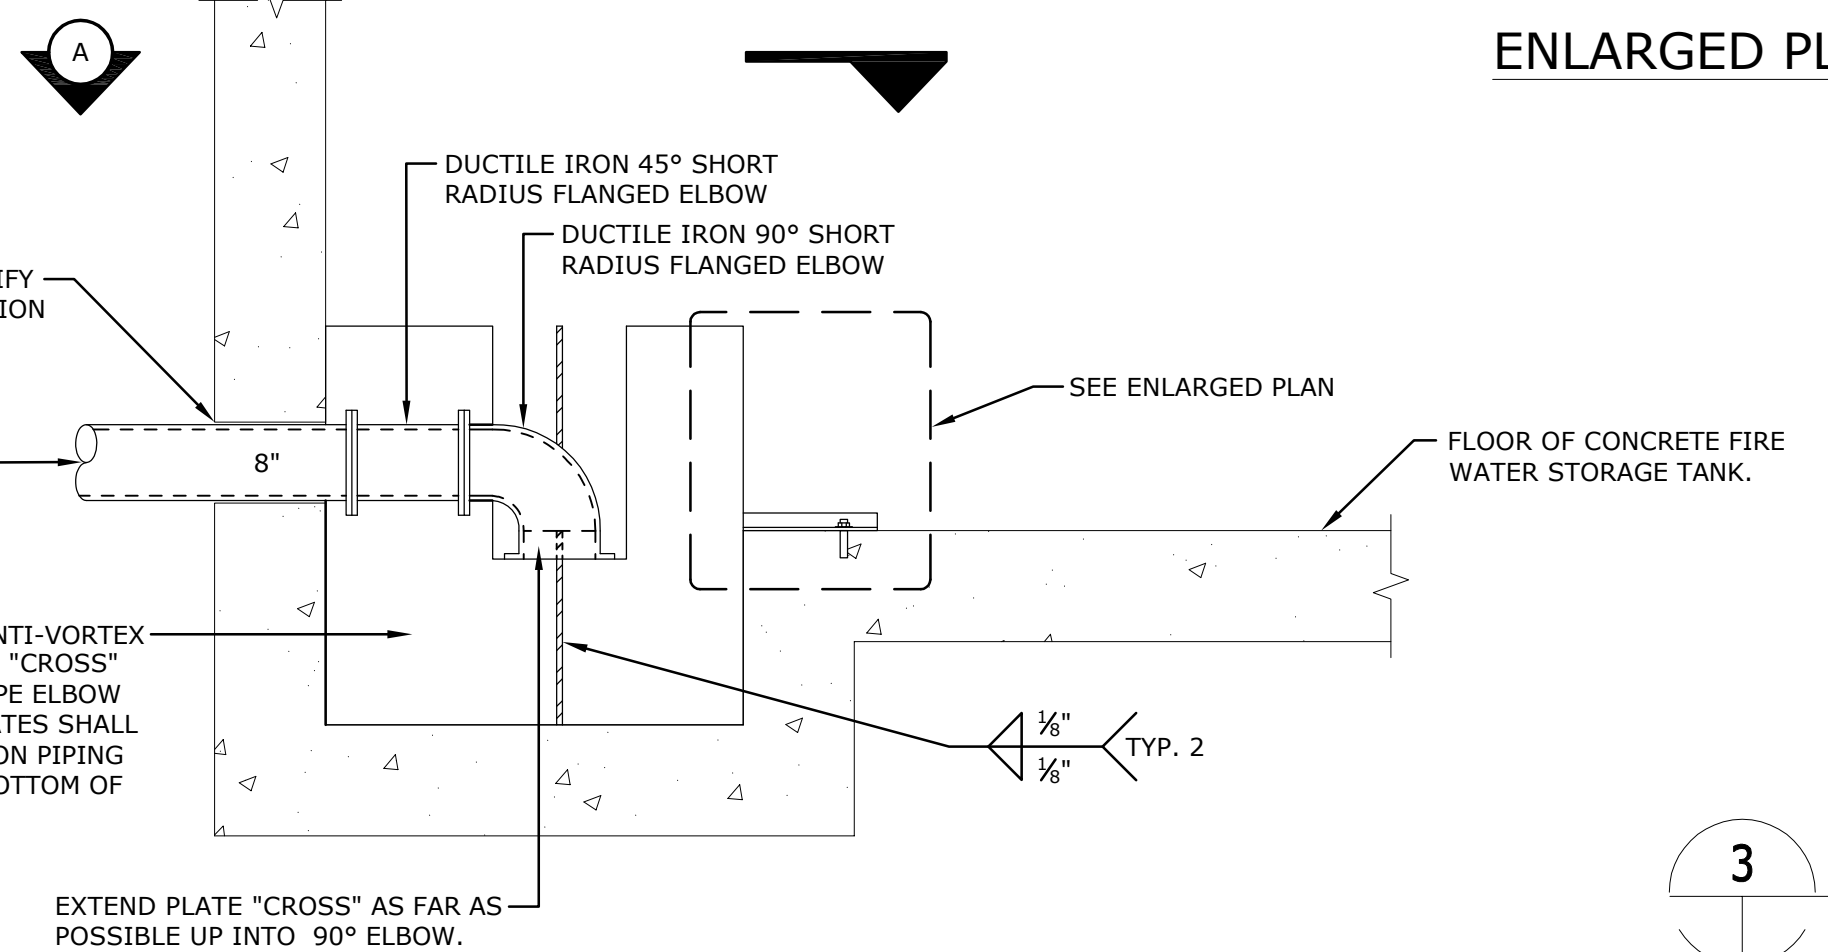 A
ENLARGED PL
DUCTILE IRON 45° SHORT
RADIUS FLANGED ELBOW
DUCTILE IRON 90° SHORT
RADIUS FLANGED ELBOW
IFY
ION
SEE ENLARGED PLAN
FLOOR OF CONCRETE FIRE
WATER STORAGE TANK.
8"
NTI-VORTEX
"CROSS"
PE ELBOW
ATES SHALL
ON PIPING
OTTOM OF
⅛"
⅛"
TYP. 2
EXTEND PLATE "CROSS" AS FAR AS
POSSIBLE UP INTO 90° ELBOW.
3